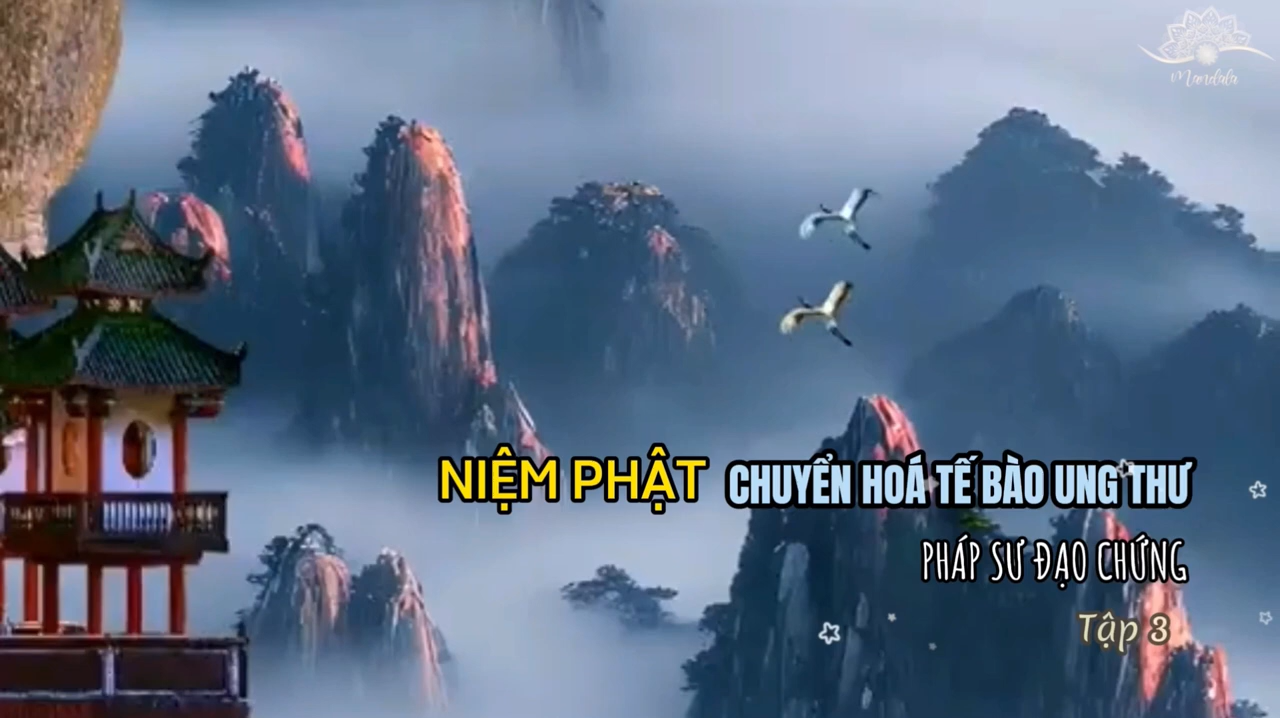 Mandala
NIỆM PHẬT CHUYỂN HOÁ TẾ BÀO UNG THƯ
PHÁP SƯ ĐẠO CHỨNG
Tập 3